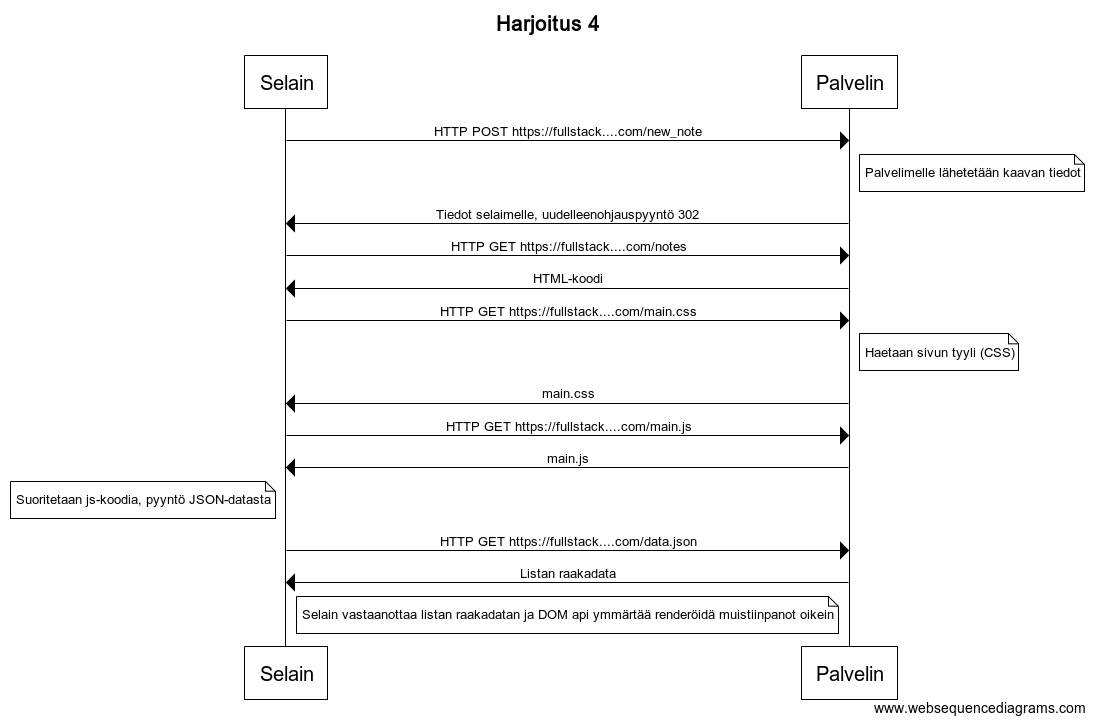 Harjoitus 4
Selain
Palvelin
HTTP POST https://fullstack....com/new_note
Palvelimelle lähetetään kaavan tiedot
Tiedot selaimelle, uudelleenohjauspyyntö 302
HTTP GET https://fullstack....com/notes
HTML-koodi
HTTP GET https://fullstack....com/main.css
Haetaan sivun tyyli (CSS)
main.css
HTTP GET https://fullstack....com/main.js
main.js
Suoritetaan js-koodia, pyyntö JSON-datasta
HTTP GET https://fullstack....com/data.json
Listan raakadata
Selain vastaanottaa listan raakadatan ja DOM api ymmärtää renderöidä muistiinpanot oikein
Selain
Palvelin
www.websequencediagrams.com